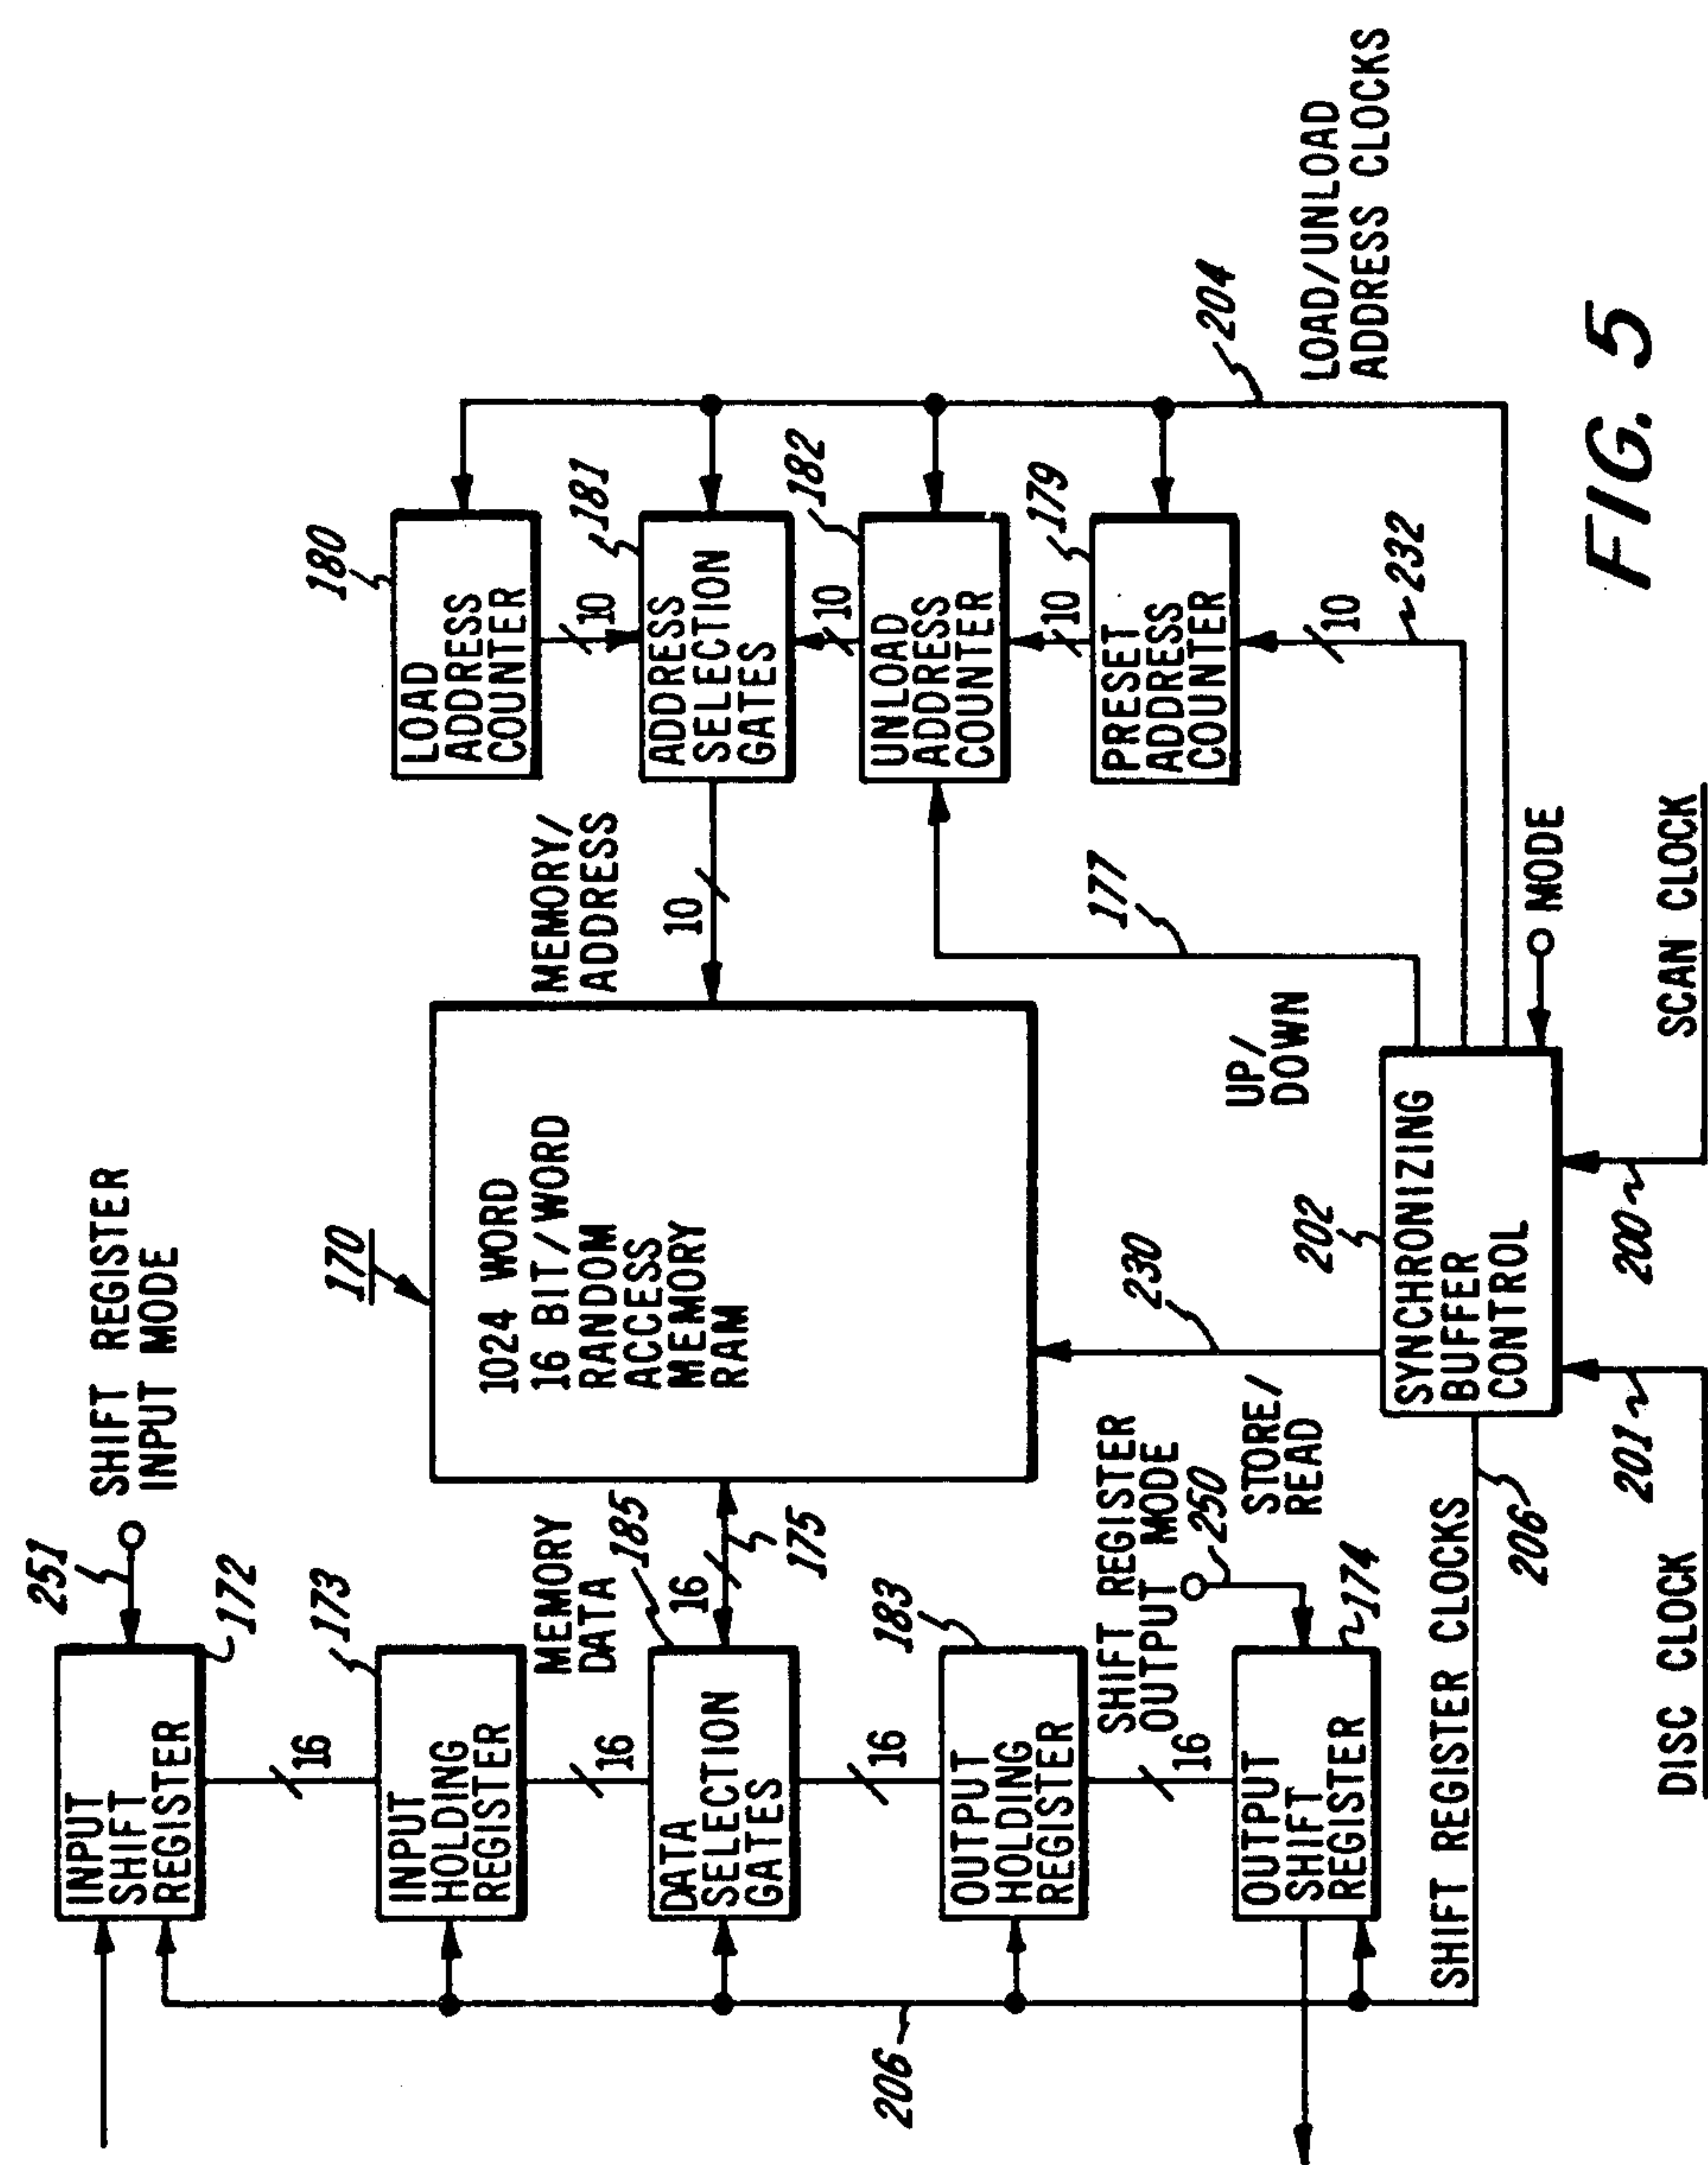 251
SHIFT REGISTER
INPUT MODE
INPUT
SHIFT
REGISTER
172
16
173
INPUT
HOLDING
REGISTER
16
MEMORY
DATA
185
16
175
DATA
SELECTION
GATES
16
183
OUTPUT
HOLDING
REGISTER
16
SHIFT REGISTER
OUTPUT MODE
250
STORE/
READ
OUTPUT
SHIFT
REGISTER
174
206
SHIFT REGISTER CLOCKS
206
170
1024 WORD
16 BIT/WORD
RANDOM
ACCESS
MEMORY
RAM
230
202
SYNCHRONIZING
BUFFER
CONTROL
201
DISC CLOCK
200
SCAN CLOCK
MODE
UP/
DOWN
177
MEMORY/
ADDRESS
10
180
LOAD
ADDRESS
COUNTER
10
181
ADDRESS
SELECTION
GATES
10
182
UNLOAD
ADDRESS
COUNTER
10
179
PRESET
ADDRESS
COUNTER
10
232
204
LOAD/UNLOAD
ADDRESS CLOCKS
FIG. 5